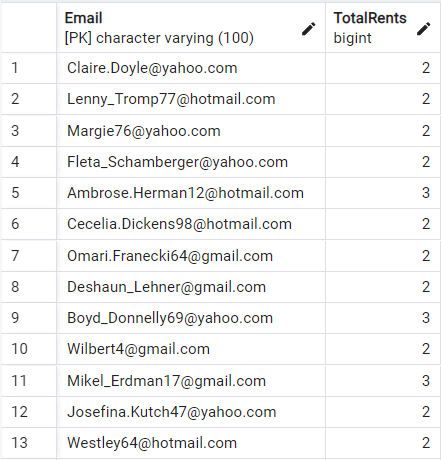 Email TotalRents
[PK] character varying (100) bigint
1 Claire.Doyle@yahoo.com 2
2 Lenny_Tromp77@hotmail.com 2
3 Margie76@yahoo.com 2
4 Fleta_Schamberger@yahoo.com 2
5 Ambrose.Herman12@hotmail.com 3
6 Cecelia.Dickens98@hotmail.com 2
7 Omari.Franecki64@gmail.com 2
8 Deshaun_Lehner@gmail.com 2
9 Boyd_Donnelly69@yahoo.com 3
10 Wilbert4@gmail.com 2
11 Mikel_Erdman17@gmail.com 3
12 Josefina.Kutch47@yahoo.com 2
13 Westley64@hotmail.com 2